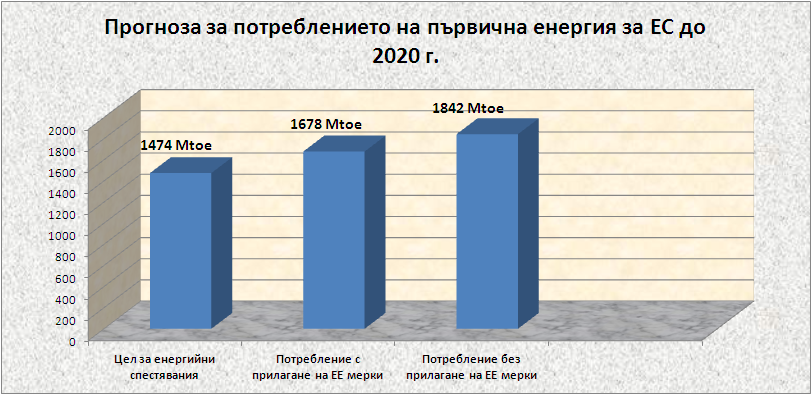 Прогноза за потреблението на първична енергия за ЕС до
2020 г.
1842 Mtoe
1678 Mtoe
1474 Mtoe
2000
1800
1600
1400
1200
1000
800
600
400
200
0
Цел за енергийни
спестявания
Потребление с
прилагане на ЕЕ мерки
Потребление без
прилагане на ЕЕ мерки